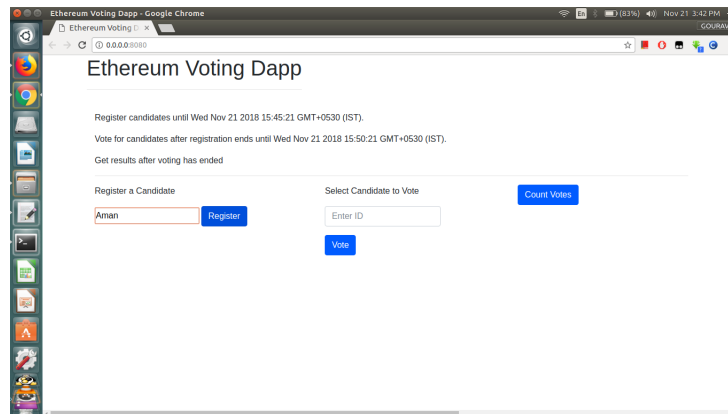 Ethereum Voting Dapp - Google Chrome
En (83%) Nov 21 3:42 PM
Ethereum Voting D ×
GOURAV
0.0.0.0:8080
Ethereum Voting Dapp
Register candidates until Wed Nov 21 2018 15:45:21 GMT+0530 (IST).
Vote for candidates after registration ends until Wed Nov 21 2018 15:50:21 GMT+0530 (IST).
Get results after voting has ended
Register a Candidate
Select Candidate to Vote
Count Votes
Aman
Register
Enter ID
Vote